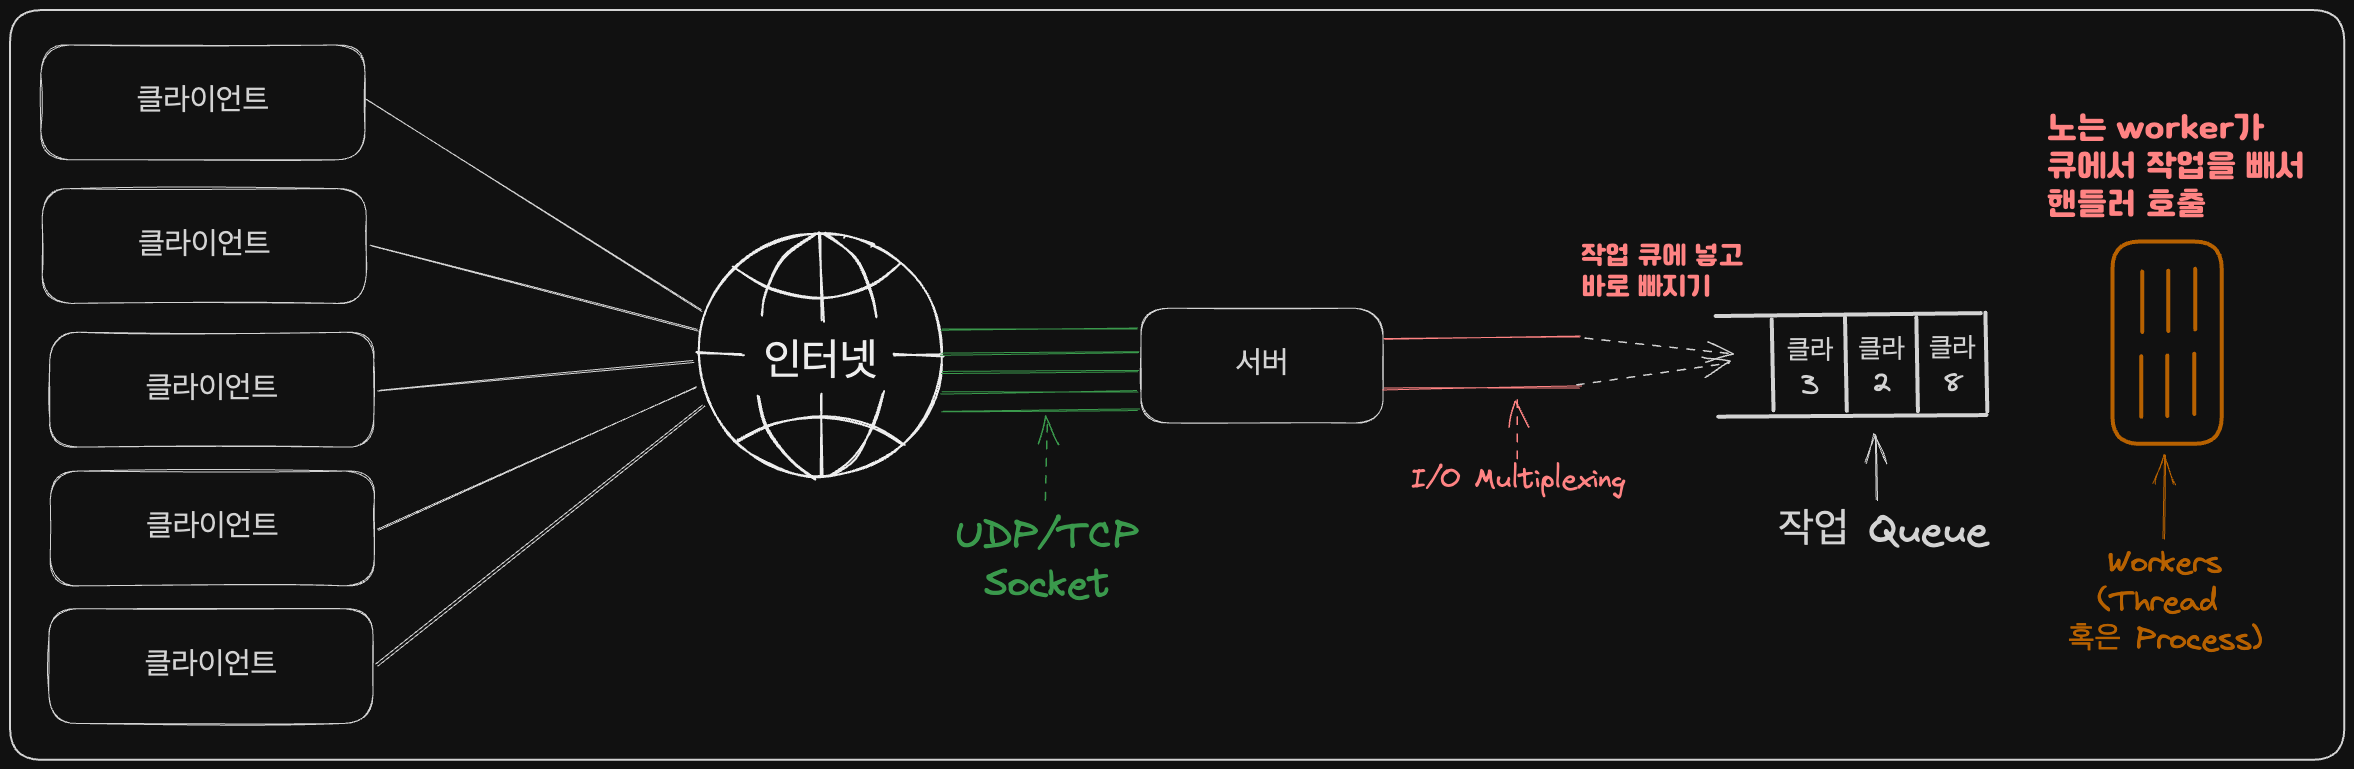 클라이언트
클라이언트
클라이언트
클라이언트
클라이언트
인터넷
UDP/TCP
Socket
서버
I/O Multiplexing
작업 큐에 넣고
바로 빠지기
클라
3
클라
2
클라
8
작업 Queue
노는 worker가
큐에서 작업을 빼서
핸들러 호출
Workers
(Thread
혹은 Process)